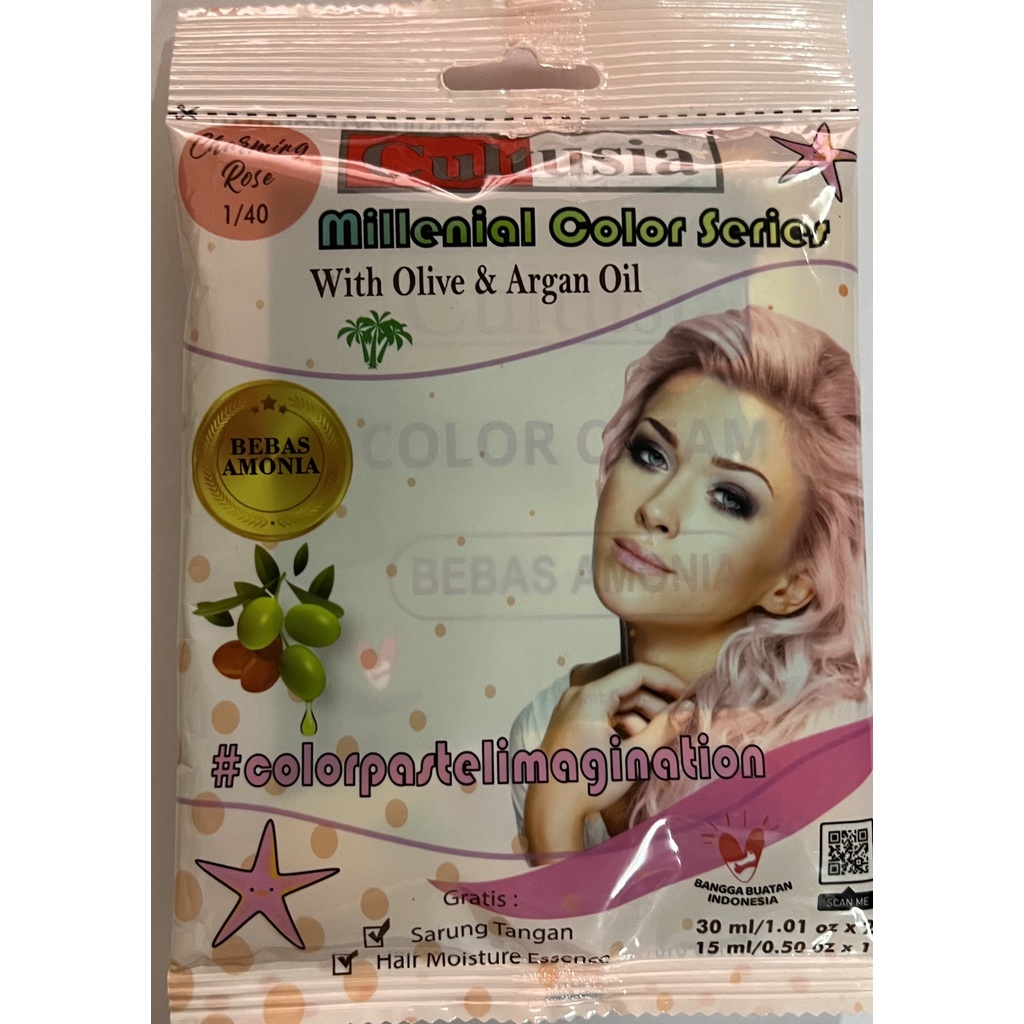 Charming
Rose
1/40
Cultusia
Millenial Color Series
With Olive & Argan Oil
BEBAS
AMONIA
COLOR CREAM
BEBAS AMONIA
#colorpastelimagination
Gratis :
Sarung Tangan
Hair Moisture Essence
BANGGA BUATAN
INDONESIA
SCAN ME
30 ml/1.01 oz x
15 ml/0.50 oz x 1